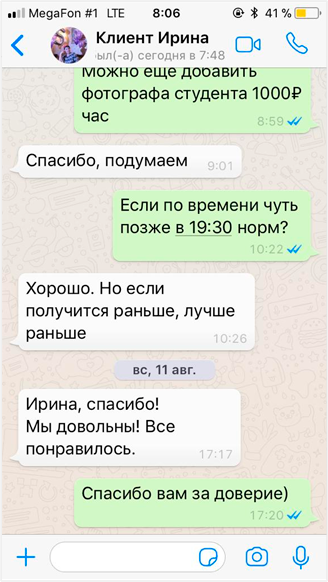 MegaFon #1 LTE 8:06 41 %
Клиент Ирина
был(-а) сегодня в 7:48
Можно еще добавить
фотографа студента 1000₽
час
8:59
Спасибо, подумаем 9:01
Если по времени чуть
позже в 19:30 норм?
10:22
Хорошо. Но если
получится раньше, лучше
раньше
10:26
вс, 11 авг.
Ирина, спасибо!
Мы довольны! Все
понравилось.
17:17
Спасибо вам за доверие)
17:20